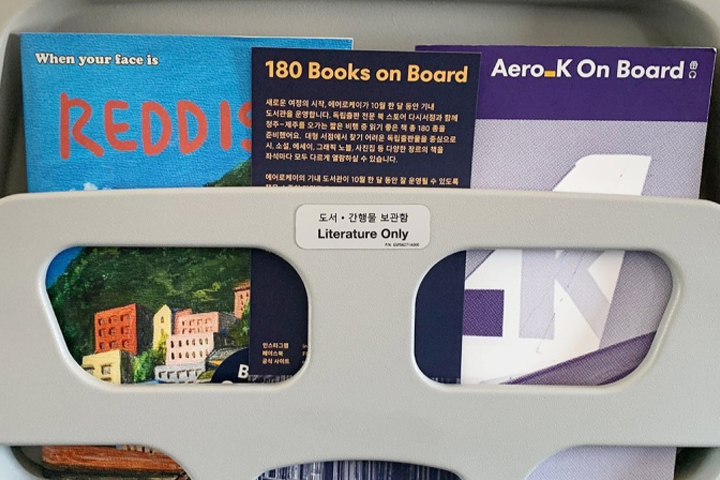 When your face is
REDDIS
180 Books on Board
새로운 여정의 시작, 에어로케이가 10월 한 달 동안 기내
도서관을 운영합니다. 독립출판 전문 북 스토어 다시서점과 함께
청주-제주를 오가는 짧은 비행 중 읽기 좋은 책 총 180 종을
준비했어요. 대형 서점에서 찾기 어려운 독립출판물을 중심으로
시, 소설, 에세이, 그래픽 노블, 사진집 등 다양한 장르의 책을
좌석마다 모두 다르게 열람하실 수 있습니다.
에어로케이의 기내 도서관이 10월 한 달 동안 잘 운영될 수 있도록
Aero_K On Board
도서 • 간행물 보관함
Literature Only
인스타그램
페이스북
공식 사이트
B
K